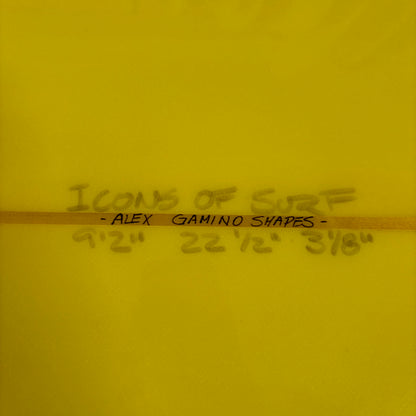 ICONS OF SURF
- ALEX GAMINO SHAPES -
9'2" 22 1/2" 3 1/8"